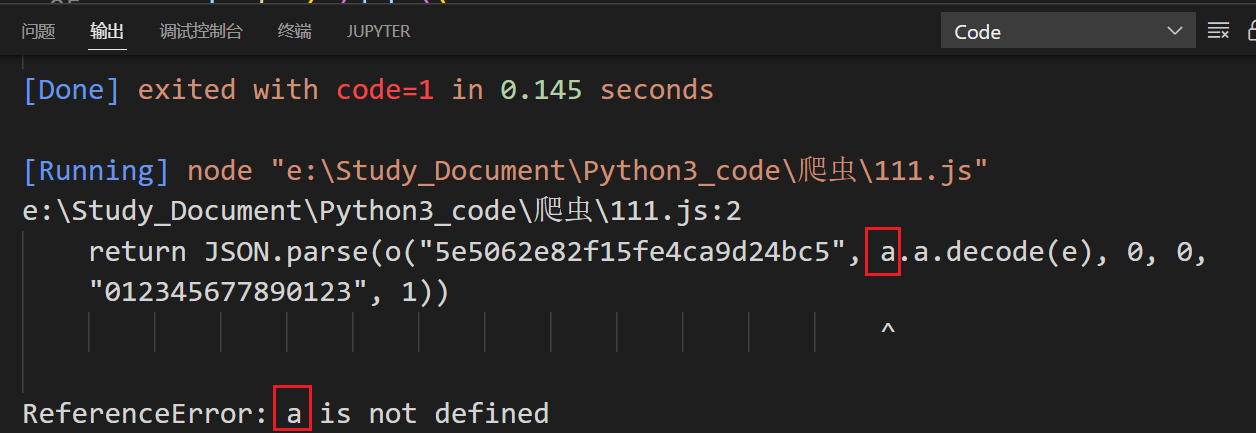 问题 输出 调试控制台 终端 JUPYTER Code
[Done] exited with code=1 in 0.145 seconds
[Running] node "e:\Study_Document\Python3_code\爬虫\111.js"
e:\Study_Document\Python3_code\爬虫\111.js:2
return JSON.parse(o("5e5062e82f15fe4ca9d24bc5", a.a.decode(e), 0, 0,
"012345677890123", 1))
^
ReferenceError: a is not defined